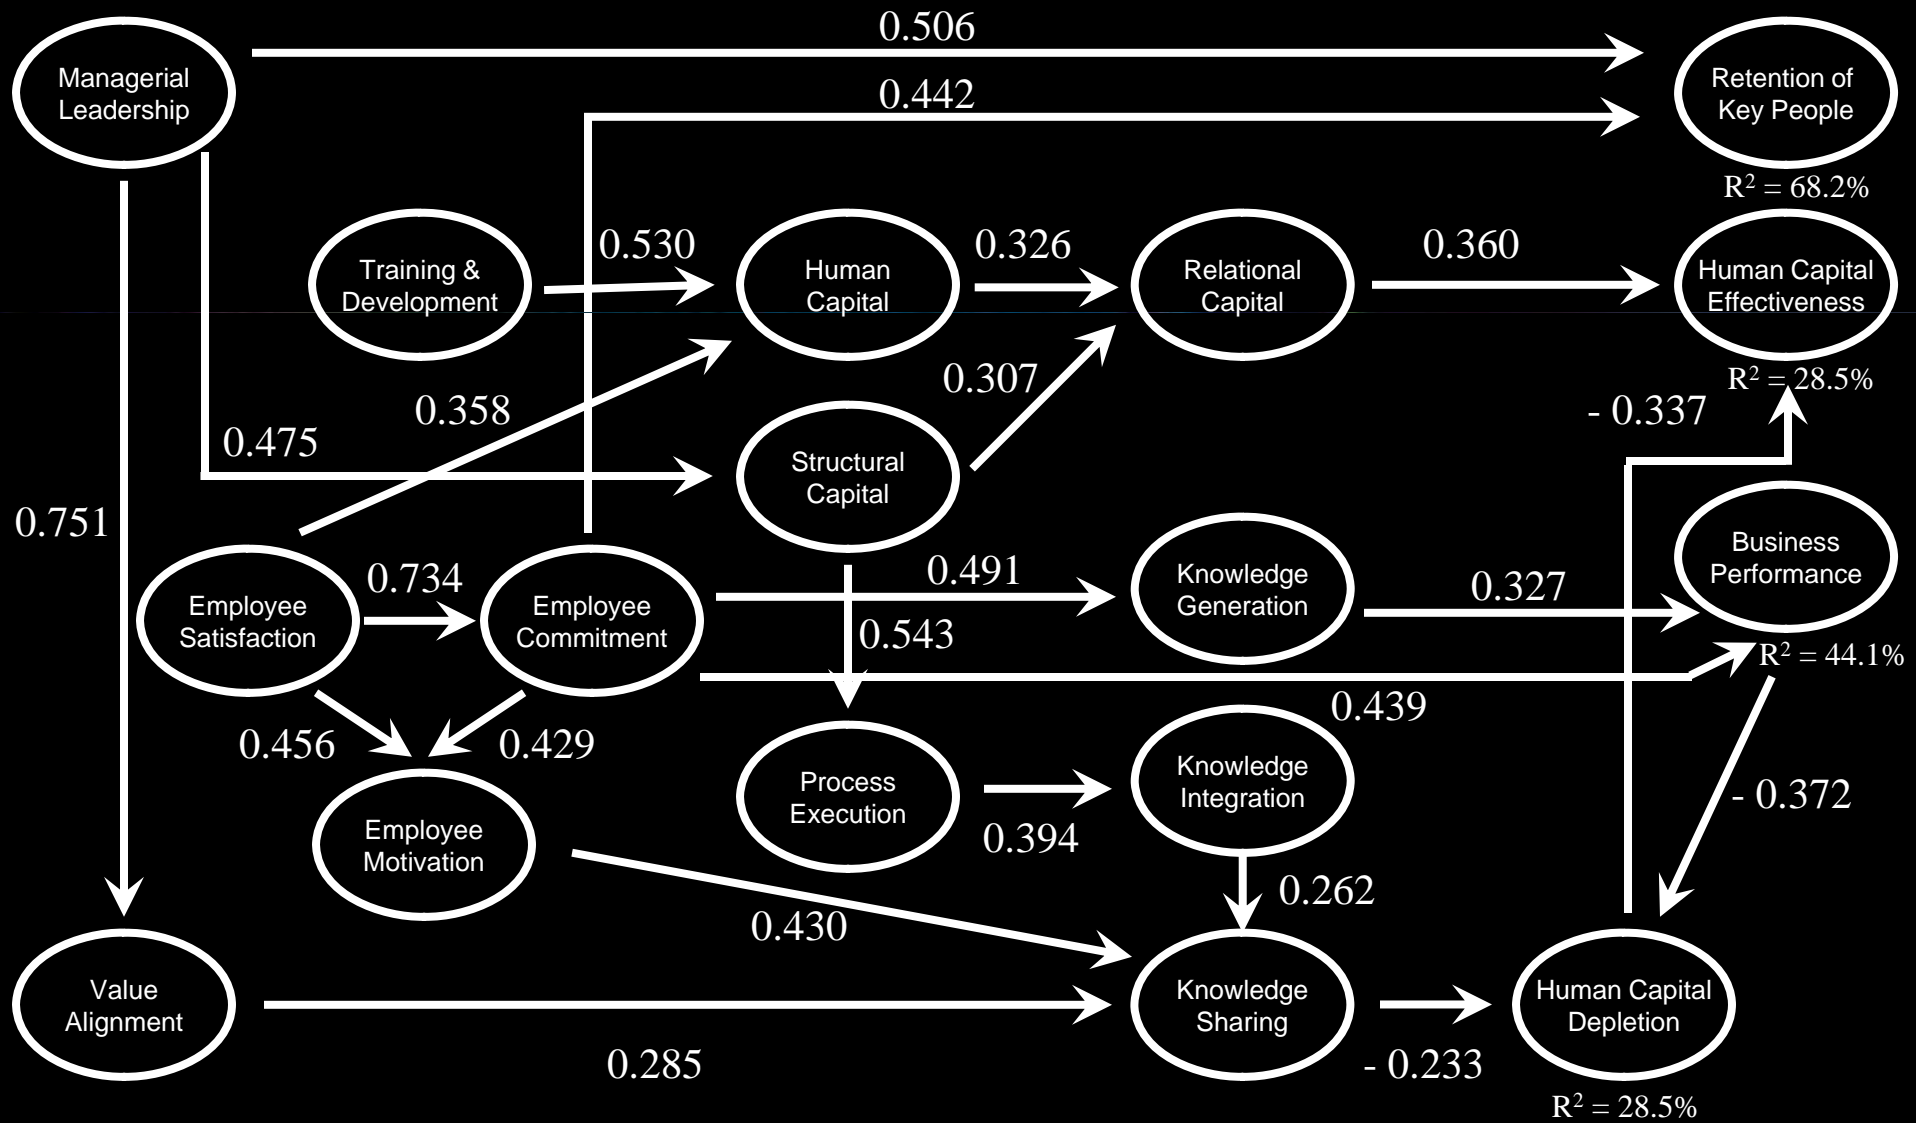 0.506
Managerial
Leadership
Retention of
Key People
0.442
R² = 68.2%
Training &
Development
0.530
Human
Capital
0.326
Relational
Capital
0.360
Human Capital
Effectiveness
R² = 28.5%
0.358
0.307
- 0.337
0.475
Structural
Capital
0.751
Business
Performance
R² = 44.1%
Employee
Satisfaction
0.734
Employee
Commitment
0.491
Knowledge
Generation
0.327
0.543
0.439
0.456
0.429
Process
Execution
0.394
Knowledge
Integration
- 0.372
Employee
Motivation
0.430
0.262
Value
Alignment
0.285
Knowledge
Sharing
- 0.233
Human Capital
Depletion
R² = 28.5%